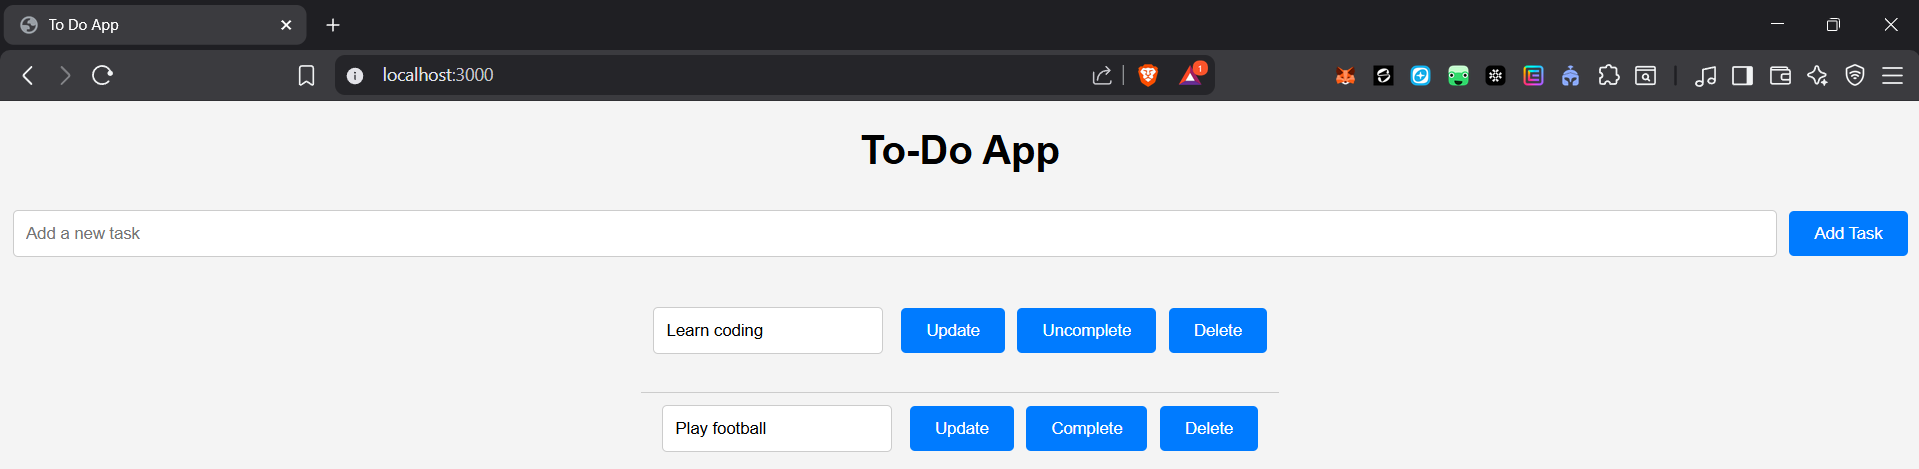 To Do App
localhost:3000
1
To-Do App
Add a new task
Add Task
Learn coding Update Uncomplete Delete
Play football Update Complete Delete